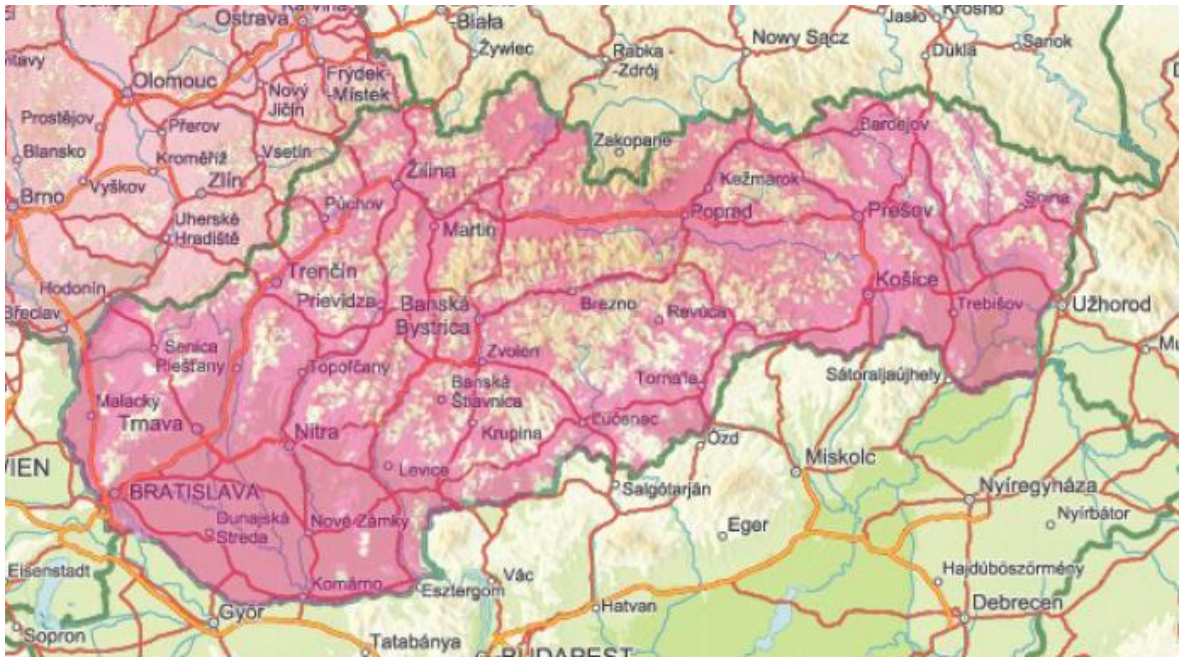 Ostrava
Biała
Jasło
Krosno
Olomouc
Żywiec
Rabka
-Zdrój
Nowy Sącz
Dukla
Sanok
Frýdek-
-Místek
Nový
Jičín
Prostějov
Přerov
Zakopane
Bardejov
Blansko
Kroměříž
Vsetín
Žilina
Kežmarok
Vyškov
Zlín
Brno
Púchov
Poprad
Prešov
Snina
Uherské
Hradiště
Martin
Trenčín
Košice
Hodonín
Prievidza
Banská
Bystrica
Brezno
Revúca
Trebišov
Užhorod
Břeclav
Senica
Piešťany
Zvolen
Topoľčany
Banská
Štiavnica
Tornaľa
Sátoraljaújhely
Malacky
Trnava
Nitra
Krupina
Lučenec
Ózd
WIEN
Levice
Miskolc
BRATISLAVA
Salgótarján
Nyíregyháza
Dunajská
Streda
Nové Zámky
Eger
Nyírbátor
Eisenstadt
Komárno
Esztergom
Vác
Hajdúböszörmény
Győr
Hatvan
Debrecen
Sopron
Tatabánya
BUDAPEST